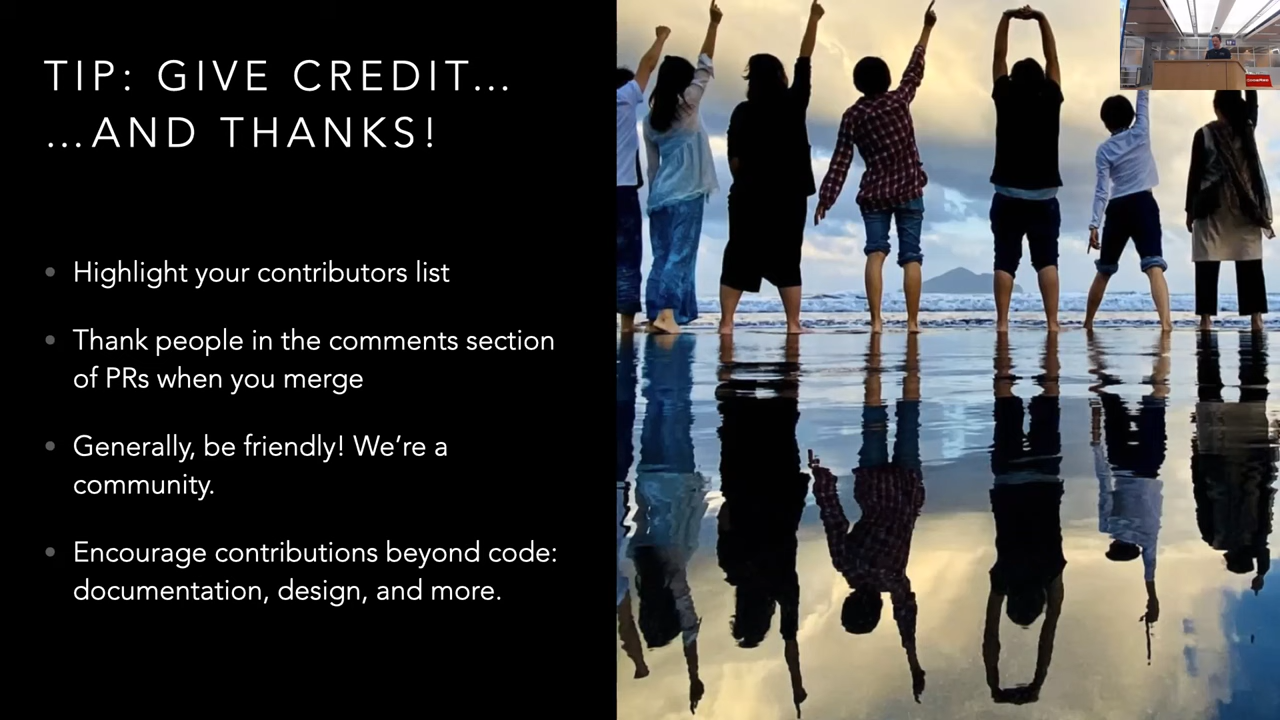 TIP: GIVE CREDIT...
...AND THANKS!
• Highlight your contributors list
• Thank people in the comments section
of PRs when you merge
• Generally, be friendly! We’re a
community.
• Encourage contributions beyond code:
documentation, design, and more.